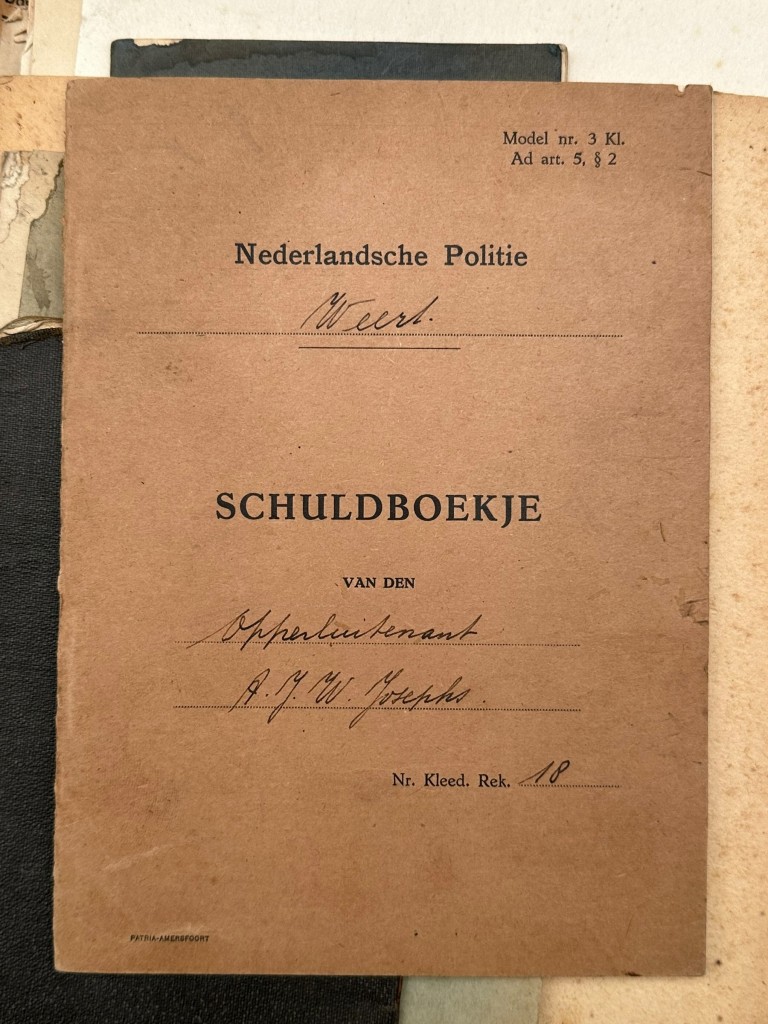 Model nr. 3 Kl.
Ad art. 5, § 2
Nederlandsche Politie
Weert.
SCHULDBOEKJE
VAN DEN
Opperluitenant
A. J. W. Josephs.
Nr. Kleed. Rek. 18
PATRIA-AMERSFOORT